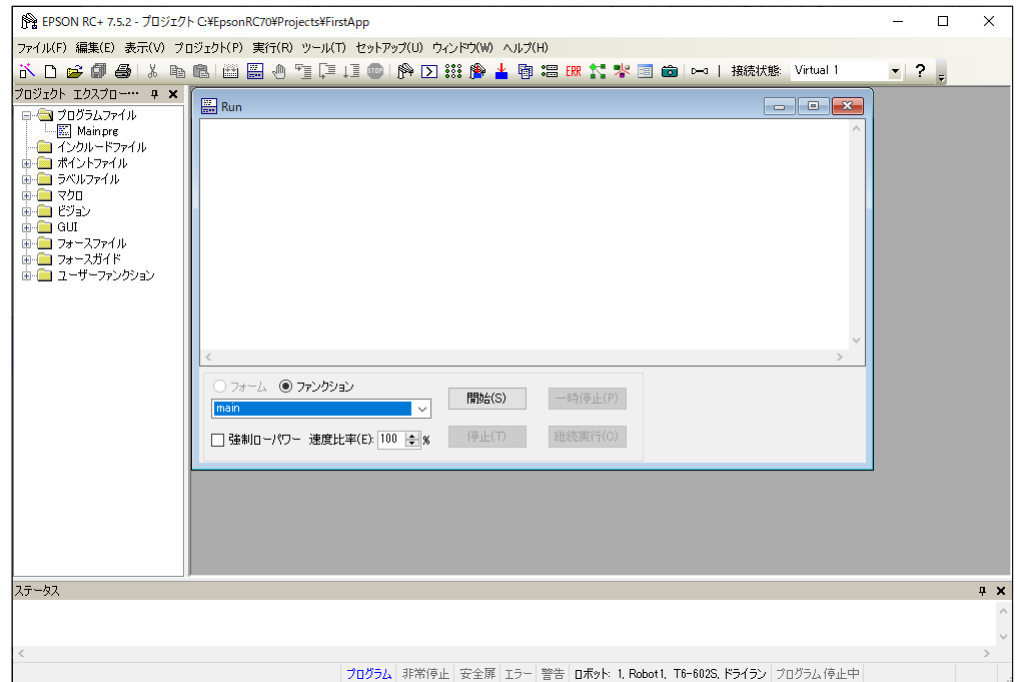 EPSON RC+ 7.5.2 - プロジェクト C:¥EpsonRC70¥Projects¥FirstApp
ファイル(F) 編集(E) 表示(V) プロジェクト(P) 実行(R) ツール(T) セットアップ(U) ウィンドウ(W) ヘルプ(H)
STOP ERR 接続状態: Virtual 1 ?
プロジェクト エクスプロー…
プログラムファイル
Main.prg
インクルードファイル
ポイントファイル
ラベルファイル
マクロ
ビジョン
GUI
フォースファイル
フォースガイド
ユーザーファンクション
Run
フォーム ファンクション
main
開始(S) 一時停止(P)
強制ローパワー 速度比率(E): 100 %
停止(T) 継続実行(C)
ステータス
プログラム 非常停止 安全扉 エラー 警告 ロボット: 1, Robot1, T6-602S, ドライラン プログラム停止中